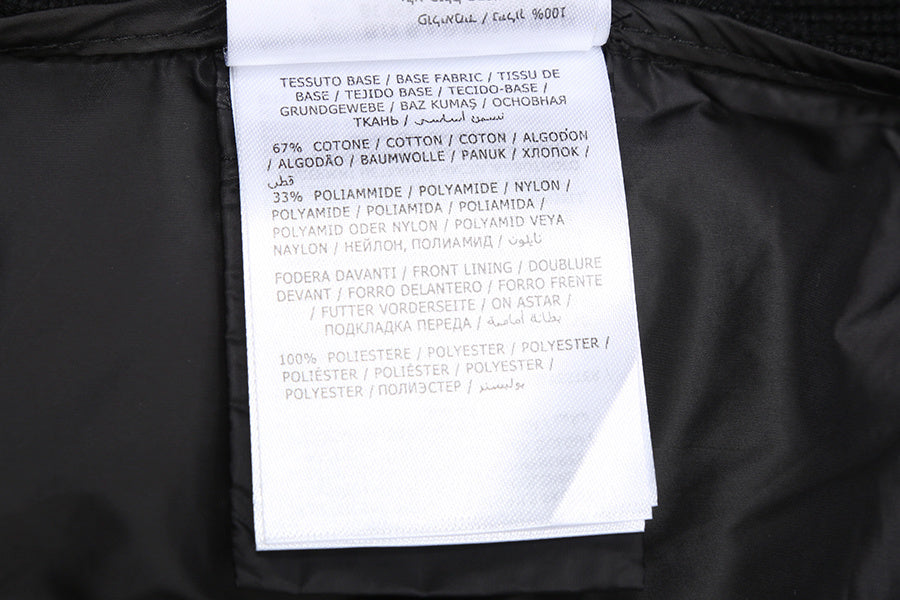 100%
TESSUTO BASE / BASE FABRIC / TISSU DE
BASE / TEJIDO BASE / TECIDO-BASE /
GRUNDGEWEBE / BAZ KUMAŞ / ОСНОВНАЯ
ТКАНЬ / نسيج أساسي
67% COTONE / COTTON / COTON / ALGODÓN
/ ALGODÃO / BAUMWOLLE / PAMUK / ХЛОПОК /
قطن
33% POLIAMMIDE / POLYAMIDE / NYLON /
POLYAMIDE / POLIAMIDA / POLIAMIDA /
POLYAMID ODER NYLON / POLYAMID VEYA
NAYLON / НЕЙЛОН, ПОЛИАМИД / نايلون
FODERA DAVANTI / FRONT LINING / DOUBLURE
DEVANT / FORRO DELANTERO / FORRO FRENTE
/ FUTTER VORDERSEITE / ON ASTAR /
ПОДКЛАДКА ПЕРЕДА / بطانة أمامية
100% POLIESTERE / POLYESTER / POLYESTER /
POLIÉSTER / POLIÉSTER / POLYESTER /
POLYESTER / ПОЛИЭСТЕР / بوليستر